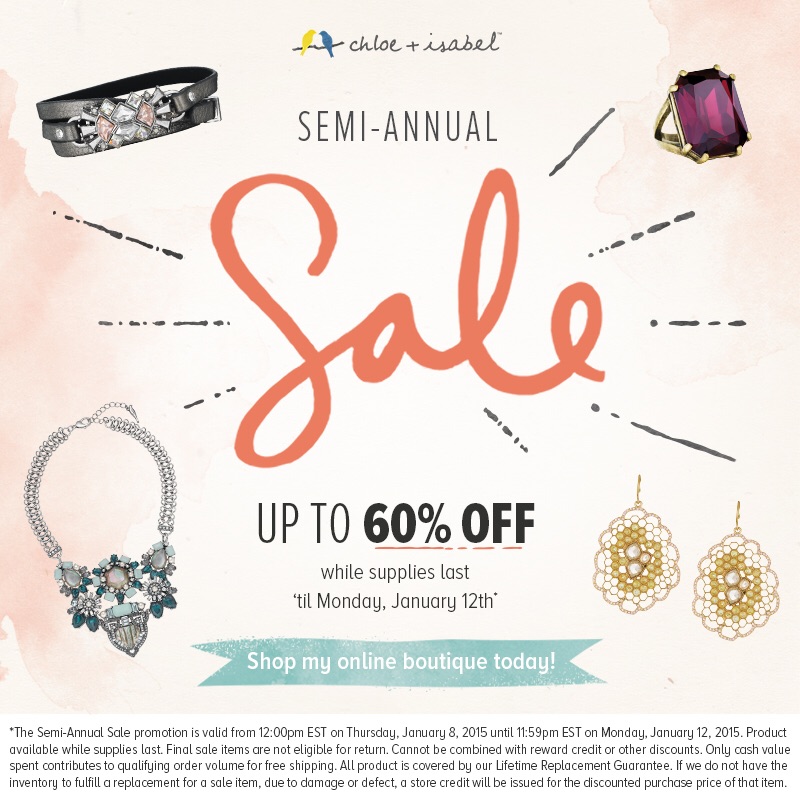 chloe + isabel™
SEMI-ANNUAL
Sale
UP TO 60% OFF
while supplies last
‘til Monday, January 12th*
Shop my online boutique today!
*The Semi-Annual Sale promotion is valid from 12:00pm EST on Thursday, January 8, 2015 until 11:59pm EST on Monday, January 12, 2015. Product
available while supplies last. Final sale items are not eligible for return. Cannot be combined with reward credit or other discounts. Only cash value
spent contributes to qualifying order volume for free shipping. All product is covered by our Lifetime Replacement Guarantee. If we do not have the
inventory to fulfill a replacement for a sale item, due to damage or defect, a store credit will be issued for the discounted purchase price of that item.